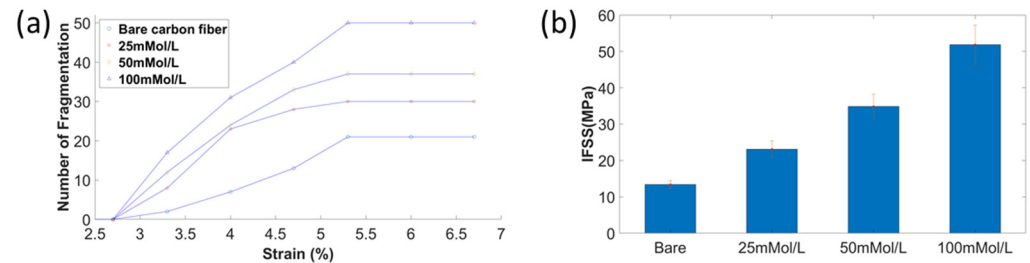 (a)
Number of Fragmentation
50
40
30
20
10
0
Bare carbon fiber
25mMol/L
50mMol/L
100mMol/L
2.5 3 3.5 4 4.5 5 5.5 6 6.5 7
Strain (%)
(b)
IFSS(MPa)
60
50
40
30
20
10
0
Bare 25mMol/L 50mMol/L 100mMol/L